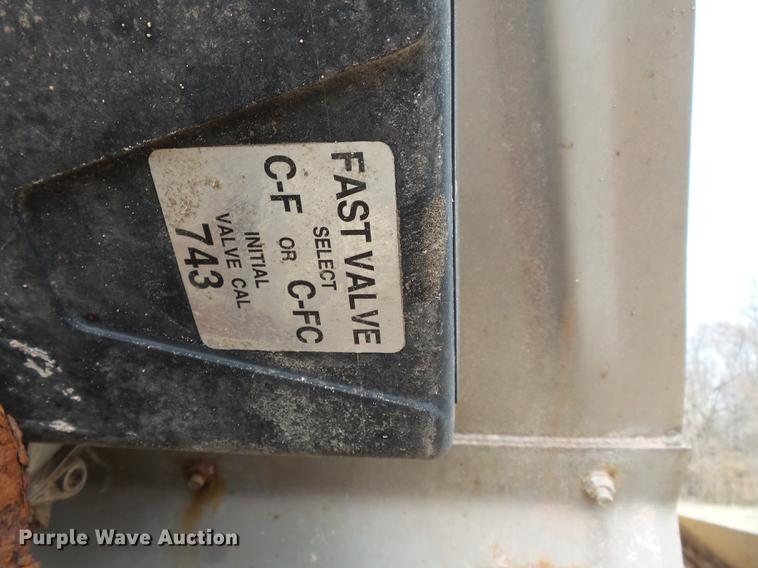 FAST VALVE
SELECT
C-F OR C-FC
INITIAL
VALVE CAL
743
Purple Wave Auction